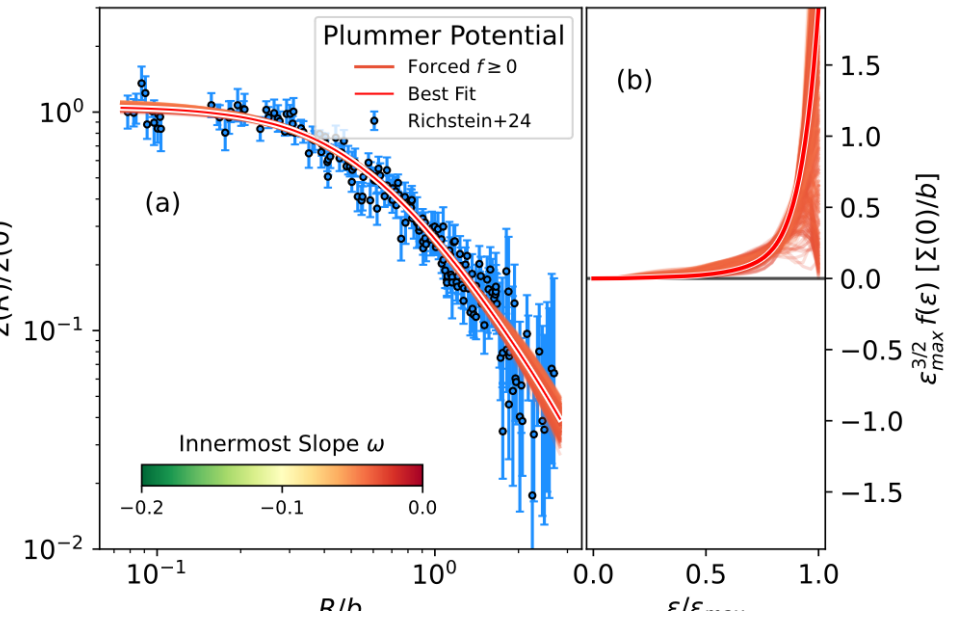 Plummer Potential
Forced f ≥ 0
Best Fit
Richstein+24
(a)
(b)
Innermost Slope ω
−0.2 −0.1 0.0
10⁰
10⁻¹
10⁻²
10⁻¹ 10⁰
0.0 0.5 1.0
1.5
1.0
0.5
0.0
−0.5
−1.0
−1.5
ε_max^{3/2} f(ε) [Σ(0)/b]
R/b
ε/ε_max